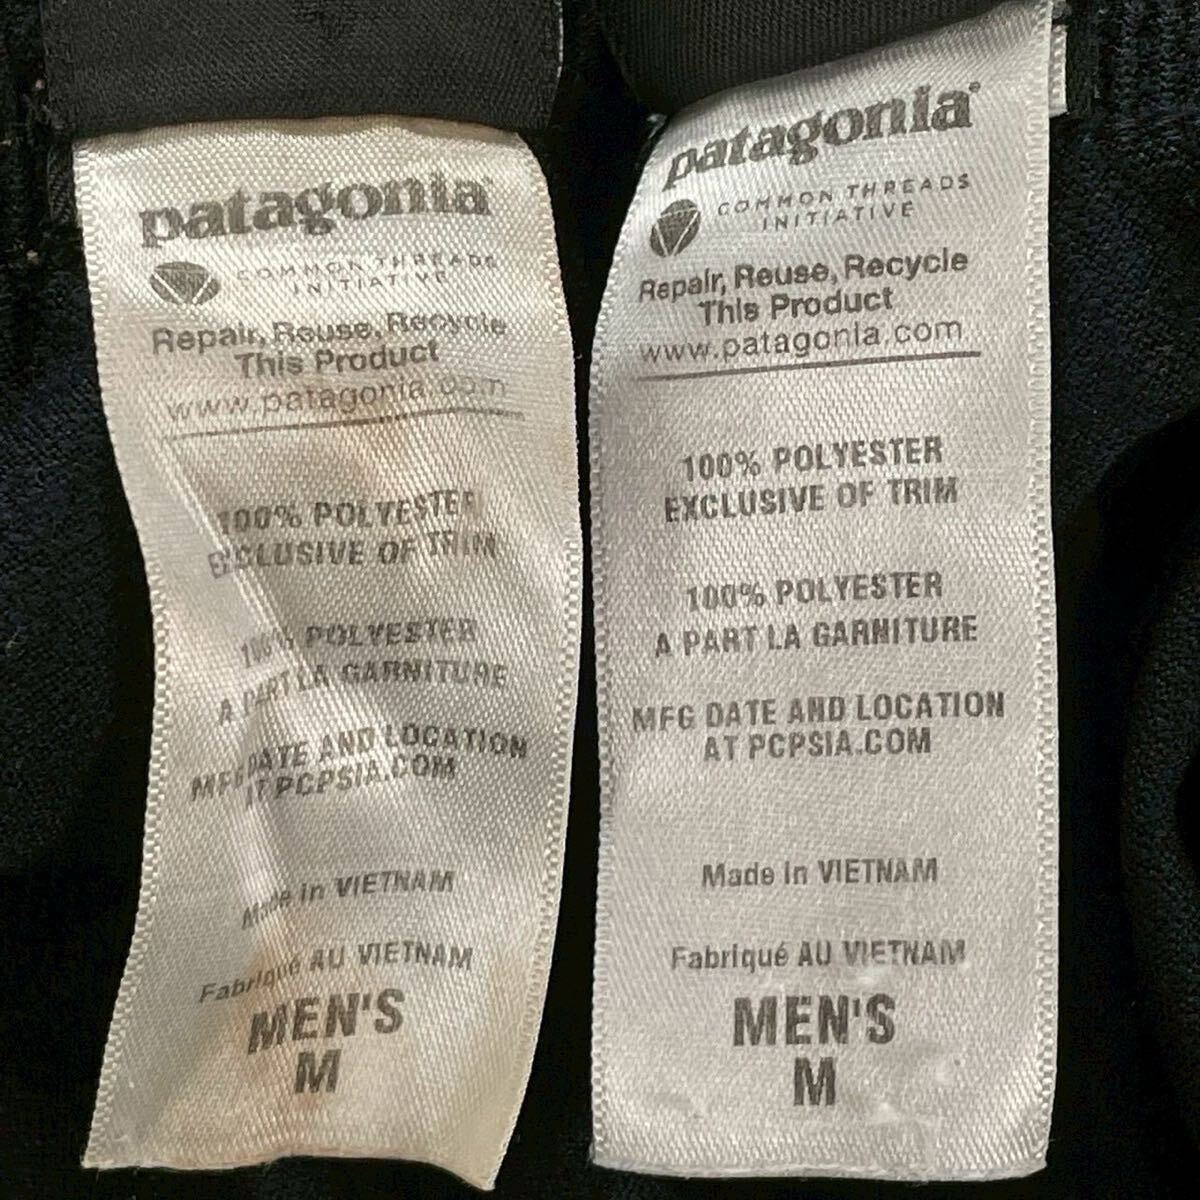 patagonia
COMMON THREADS
INITIATIVE
Repair, Reuse, Recycle
This Product
www.patagonia.com
100% POLYESTER
EXCLUSIVE OF TRIM
100% POLYESTER
A PART LA GARNITURE
MFG DATE AND LOCATION
AT PCPSIA.COM
Made in VIETNAM
Fabriqué AU VIETNAM
MEN'S
M
patagonia®
COMMON THREADS
INITIATIVE
Repair, Reuse, Recycle
This Product
www.patagonia.com
100% POLYESTER
EXCLUSIVE OF TRIM
100% POLYESTER
A PART LA GARNITURE
MFG DATE AND LOCATION
AT PCPSIA.COM
Made in VIETNAM
Fabriqué AU VIETNAM
MEN'S
M